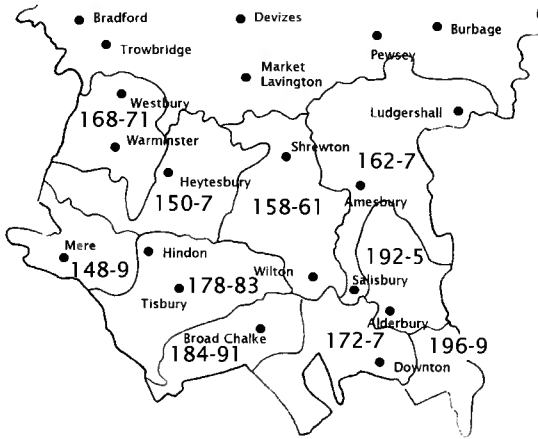 Bradford
Devizes
Burbage
Trowbridge
Pewsey
Market
Lavington
Westbury
168-71
Ludgershall
Warminster
Shrewton
162-7
Heytesbury
150-7
158-61
Amesbury
Mere
148-9
Hindon
192-5
Wilton
178-83
Salisbury
Tisbury
Alderbury
Broad Chalke
184-91
172-7
196-9
Downton